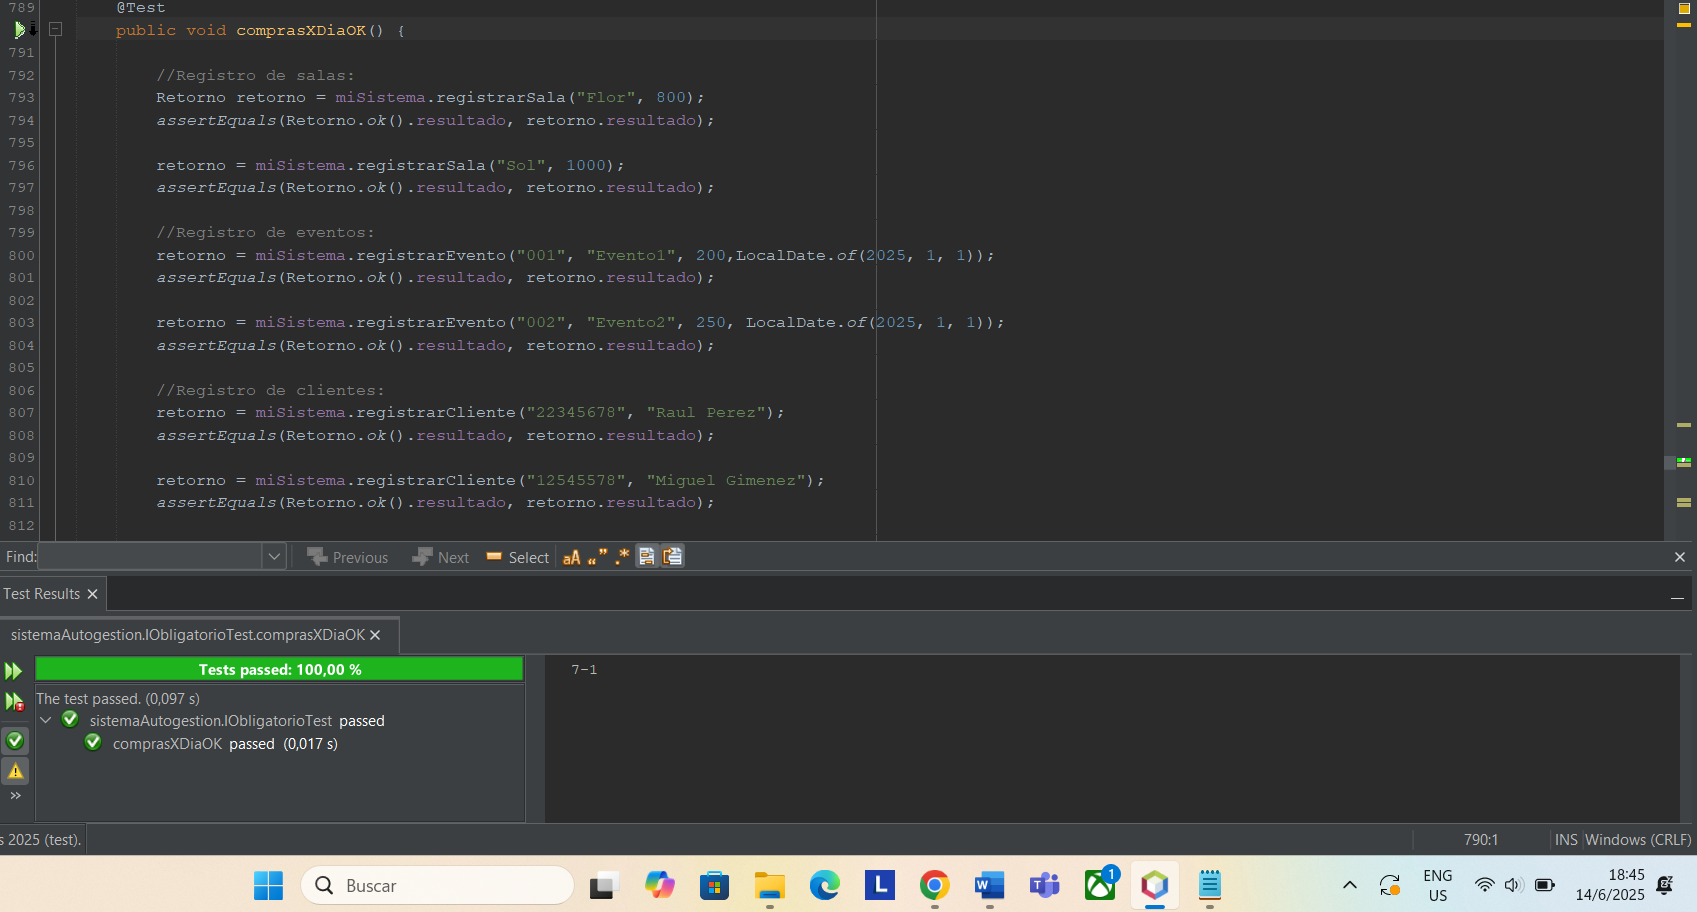 789 @Test
public void comprasXDiaOK() {
791
792 //Registro de salas:
793 Retorno retorno = miSistema.registrarSala("Flor", 800);
794 assertEquals(Retorno.ok().resultado, retorno.resultado);
795
796 retorno = miSistema.registrarSala("Sol", 1000);
797 assertEquals(Retorno.ok().resultado, retorno.resultado);
798
799 //Registro de eventos:
800 retorno = miSistema.registrarEvento("001", "Evento1", 200,LocalDate.of(2025, 1, 1));
801 assertEquals(Retorno.ok().resultado, retorno.resultado);
802
803 retorno = miSistema.registrarEvento("002", "Evento2", 250, LocalDate.of(2025, 1, 1));
804 assertEquals(Retorno.ok().resultado, retorno.resultado);
805
806 //Registro de clientes:
807 retorno = miSistema.registrarCliente("22345678", "Raul Perez");
808 assertEquals(Retorno.ok().resultado, retorno.resultado);
809
810 retorno = miSistema.registrarCliente("12545578", "Miguel Gimenez");
811 assertEquals(Retorno.ok().resultado, retorno.resultado);
812
Find: Previous Next Select aA “ ” .*
Test Results
sistemaAutogestion.IObligatorioTest.comprasXDiaOK
Tests passed: 100,00 %
7-1
The test passed. (0,097 s)
sistemaAutogestion.IObligatorioTest passed
comprasXDiaOK passed (0,017 s)
»
s 2025 (test). 790:1 INS Windows (CRLF)
Buscar
L
W
T
1
ENG
US
18:45
14/6/2025